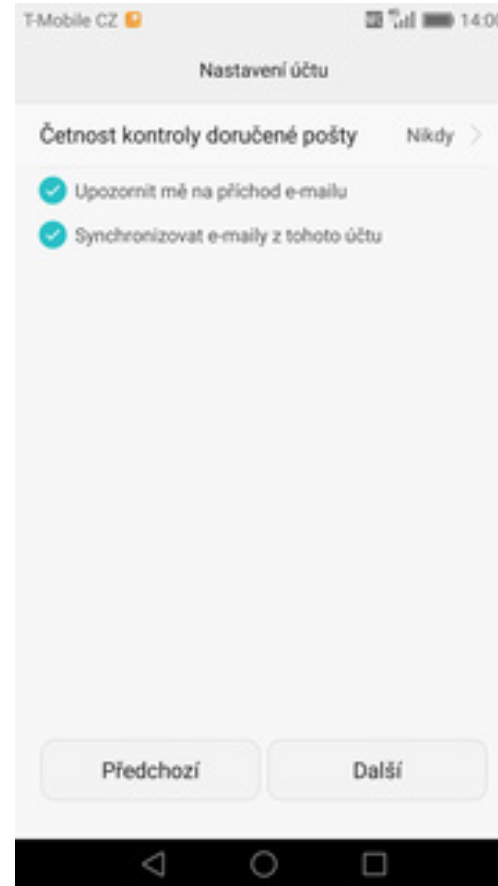 T-Mobile CZ 14:00
Nastavení účtu
Četnost kontroly doručené pošty Nikdy
Upozornit mě na příchod e-mailu
Synchronizovat e-maily z tohoto účtu
Předchozí Další